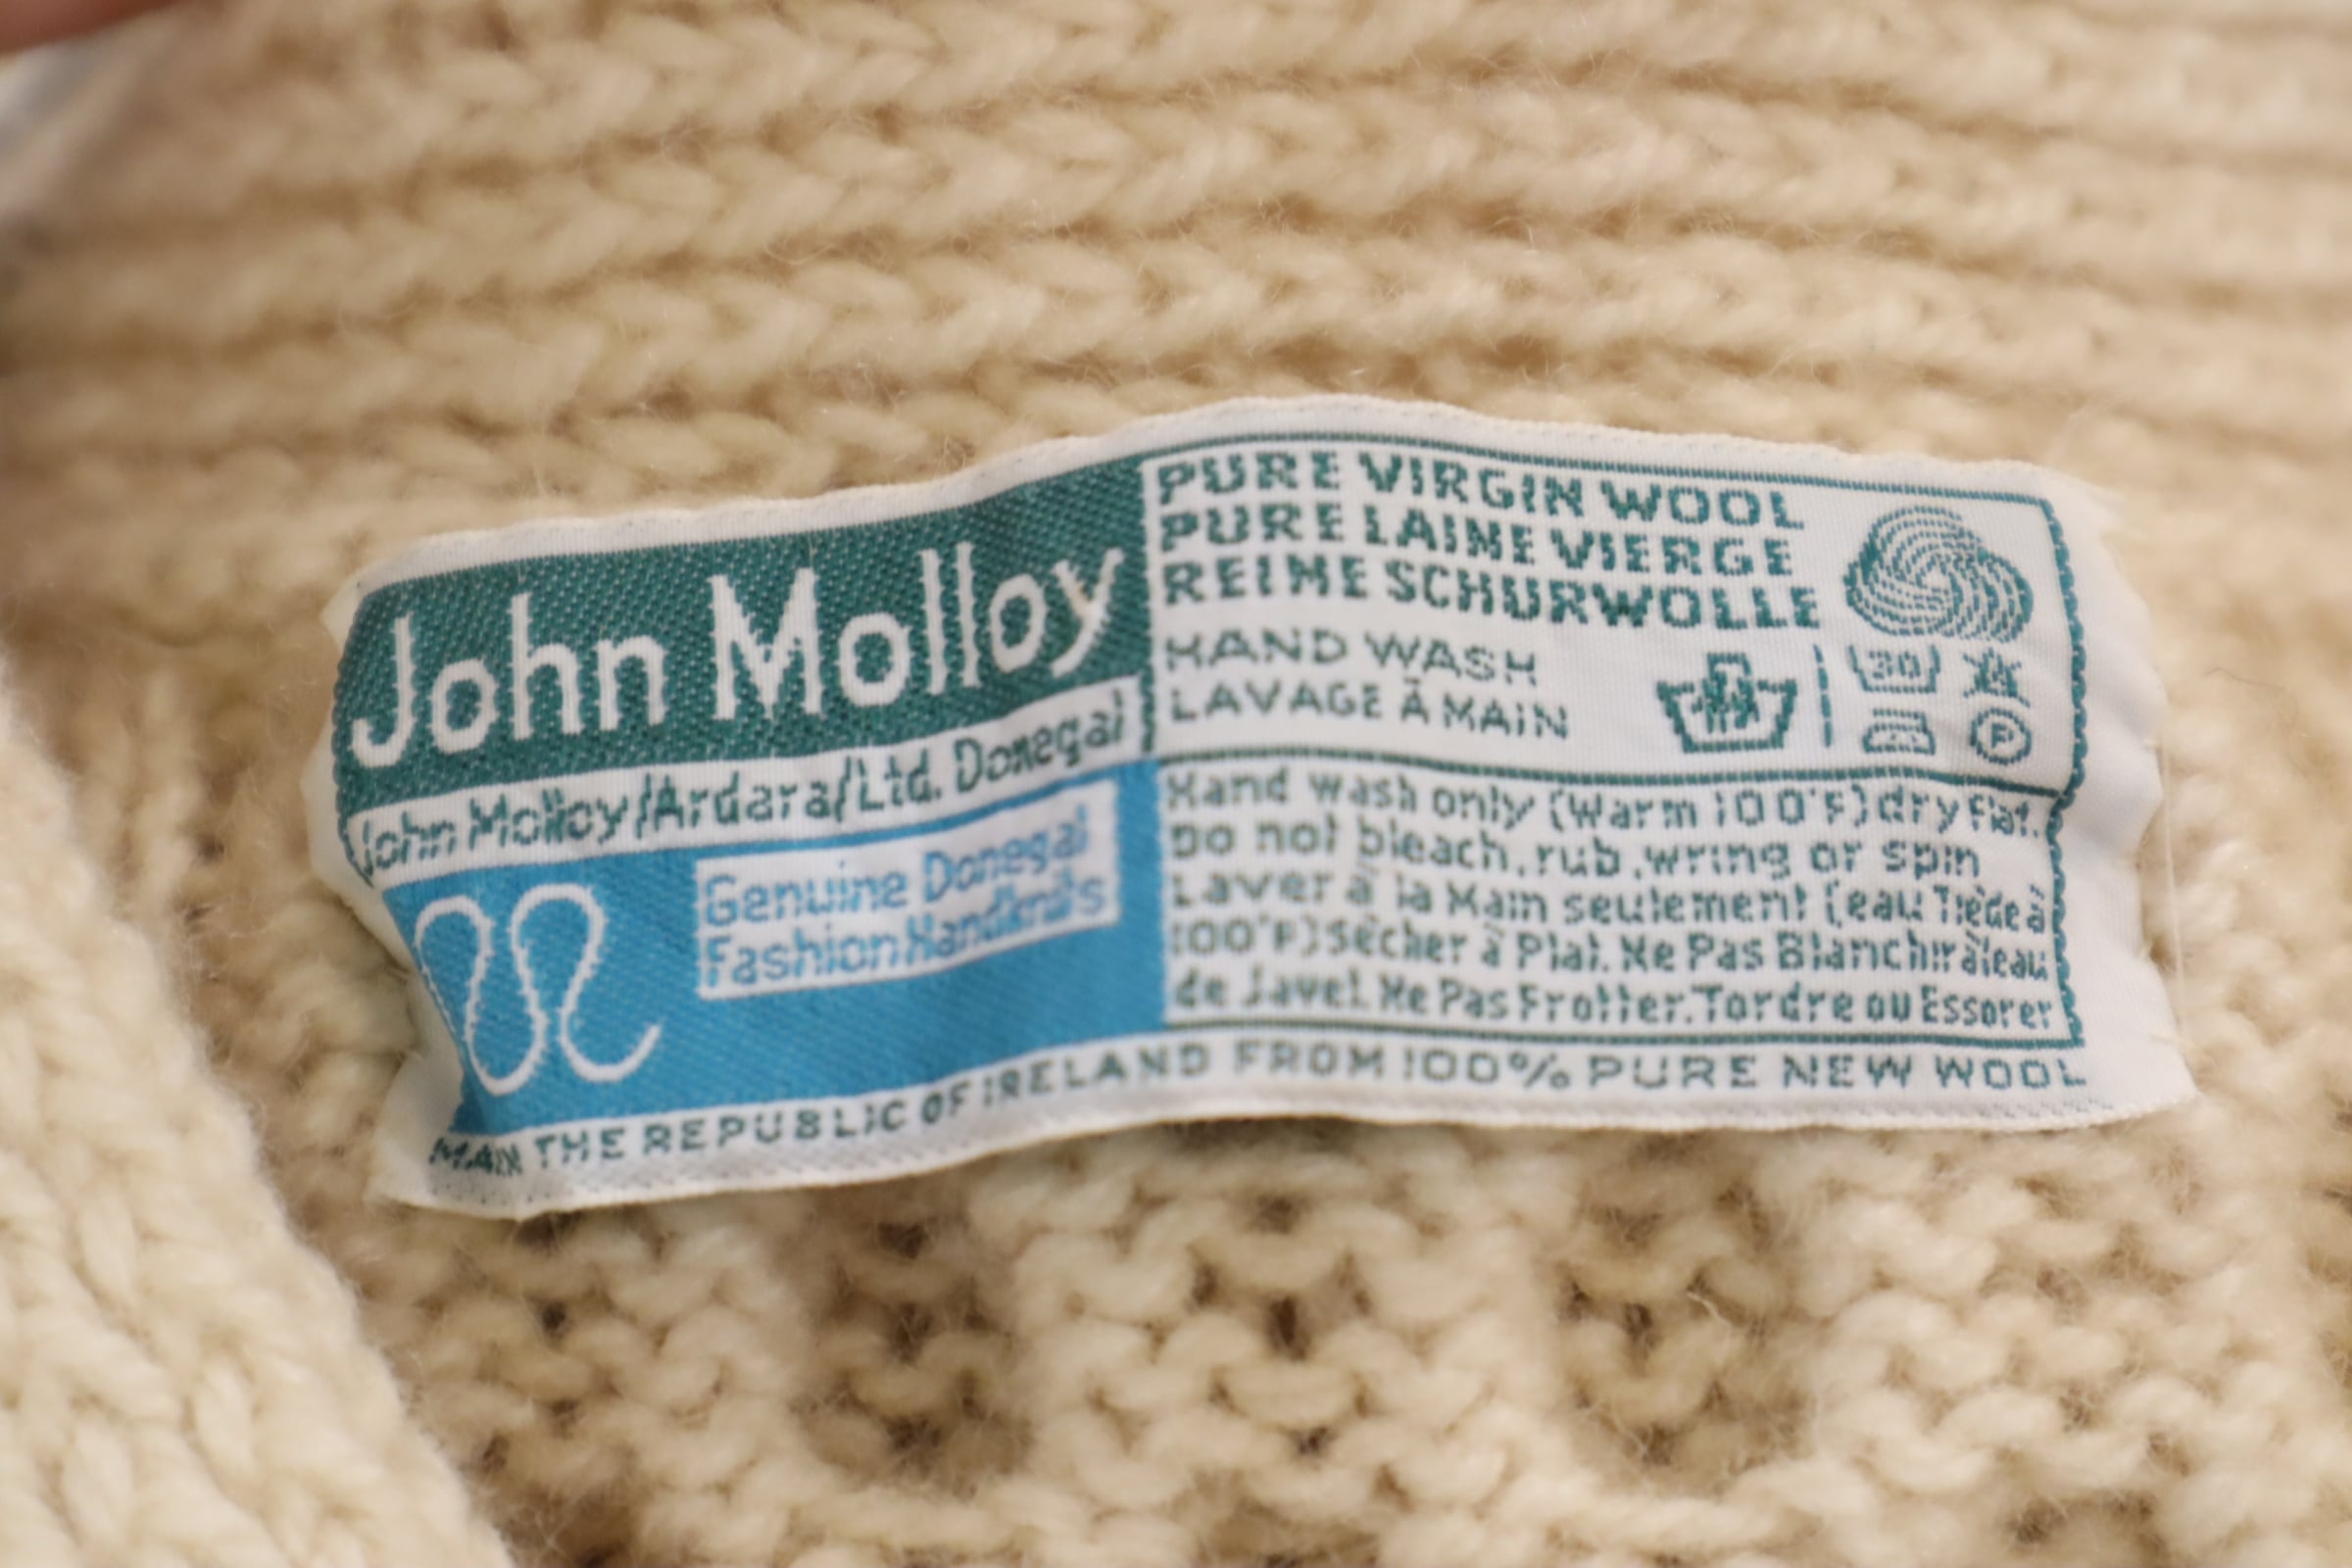 John Molloy
John Molloy/Ardara/Ltd. Donegal
Genuine Donegal
Fashion Handknits
PURE VIRGIN WOOL
PURE LAINE VIERGE
REINE SCHURWOLLE
HAND WASH
LAVAGE À MAIN
30
P
Hand wash only (Warm 100°F) dry flat.
Do not bleach, rub, wring or spin
Laver à la Main seulement (eau Tiède à
100°F) Sècher à Plat. Ne Pas Blanchir à l'eau
de Javel. Ne Pas Frotter. Tordre ou Essorer
IN THE REPUBLIC OF IRELAND FROM 100% PURE NEW WOOL